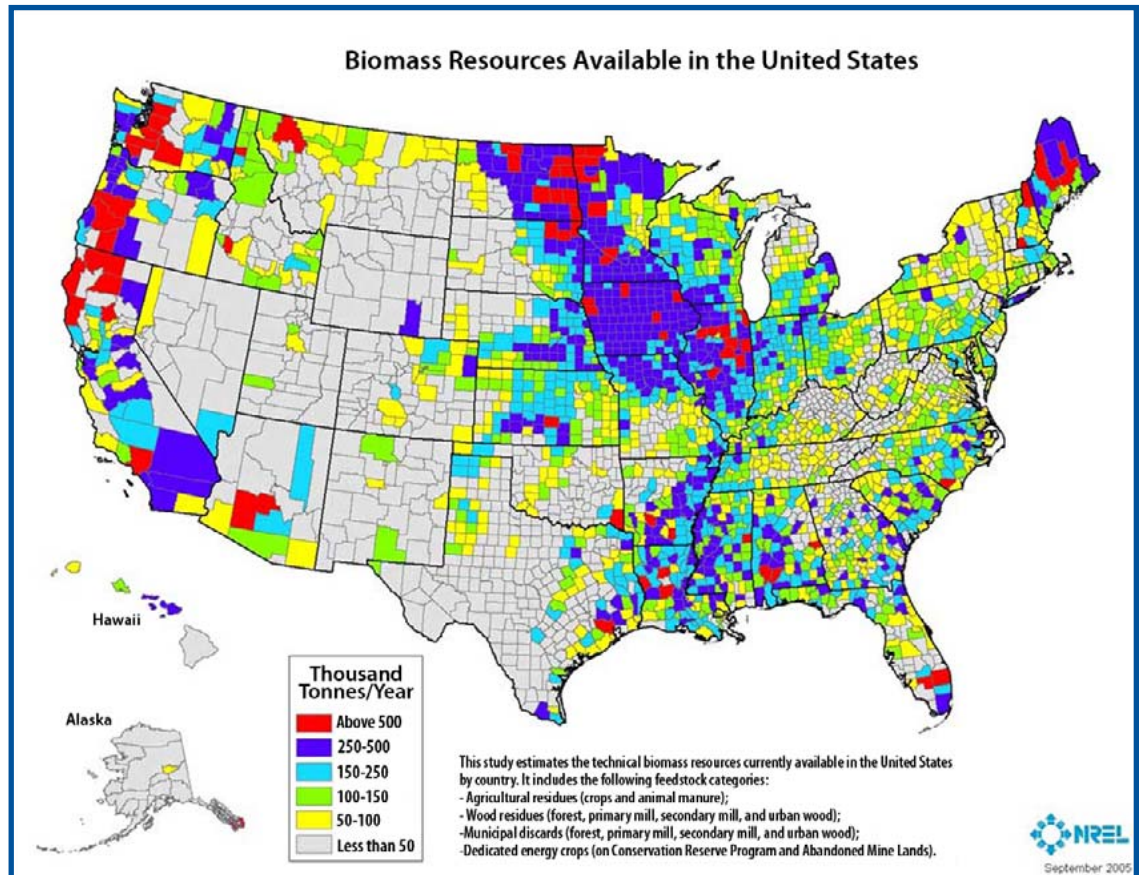 Biomass Resources Available in the United States
Hawaii
Alaska
Thousand
Tonnes/Year
Above 500
250-500
150-250
100-150
50-100
Less than 50
This study estimates the technical biomass resources currently available in the United States
by country. It includes the following feedstock categories:
- Agricultural residues (crops and animal manure);
- Wood residues (forest, primary mill, secondary mill, and urban wood);
-Municipal discards (forest, primary mill, secondary mill, and urban wood);
-Dedicated energy crops (on Conservation Reserve Program and Abandoned Mine Lands).
NREL
September 2005